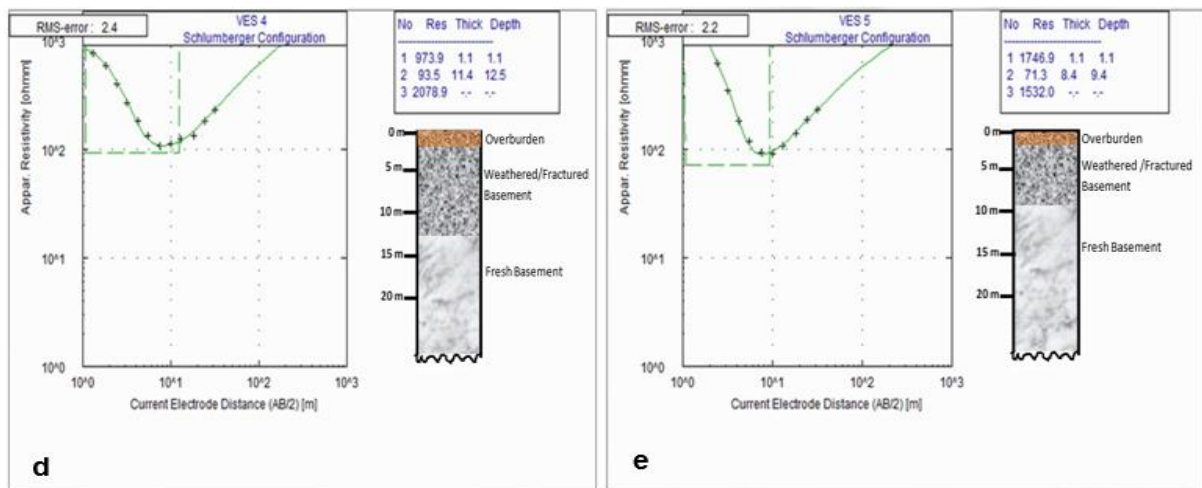 RMS-error : 2.4
VES 4
Schlumberger Configuration
10^3
10^2
10^1
10^0
Appar. Resistivity [ohmm]
10^0 10^1 10^2 10^3
Current Electrode Distance (AB/2) [m]
No Res Thick Depth
1 973.9 1.1 1.1
2 93.5 11.4 12.5
3 2078.9 -.- -.-
0 m
5m
10 m
15m
20 m
Overburden
Weathered/Fractured
Basement
Fresh Basement
d
RMS-error : 2.2
VES 5
Schlumberger Configuration
10^3
10^2
10^1
10^0
Appar. Resistivity [ohmm]
10^0 10^1 10^2 10^3
Current Electrode Distance (AB/2) [m]
No Res Thick Depth
1 1746.9 1.1 1.1
2 71.3 8.4 9.4
3 1532.0 -.- -.-
0 m
5m
10 m
15m
20 m
Overburden
Weathered /Fractured
Basement
Fresh Basement
e